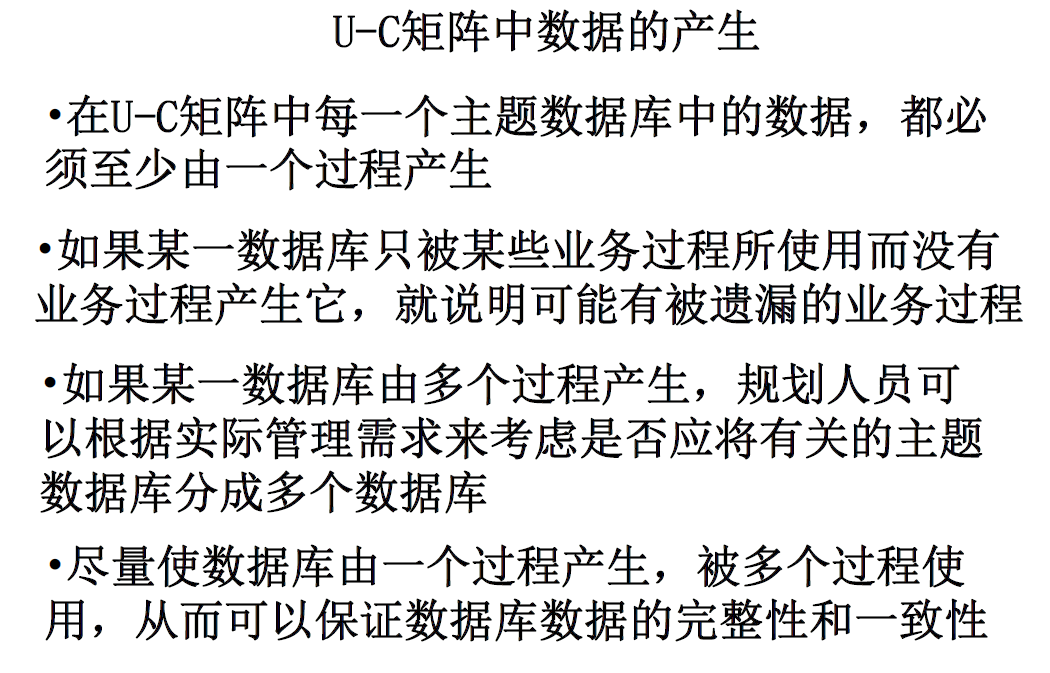 U-C矩阵中数据的产生
•在U-C矩阵中每一个主题数据库中的数据，都必
须至少由一个过程产生
•如果某一数据库只被某些业务过程所使用而没有
业务过程产生它，就说明可能有被遗漏的业务过程
•如果某一数据库由多个过程产生，规划人员可
以根据实际管理需求来考虑是否应将有关的主题
数据库分成多个数据库
•尽量使数据库由一个过程产生，被多个过程使
用，从而可以保证数据库数据的完整性和一致性